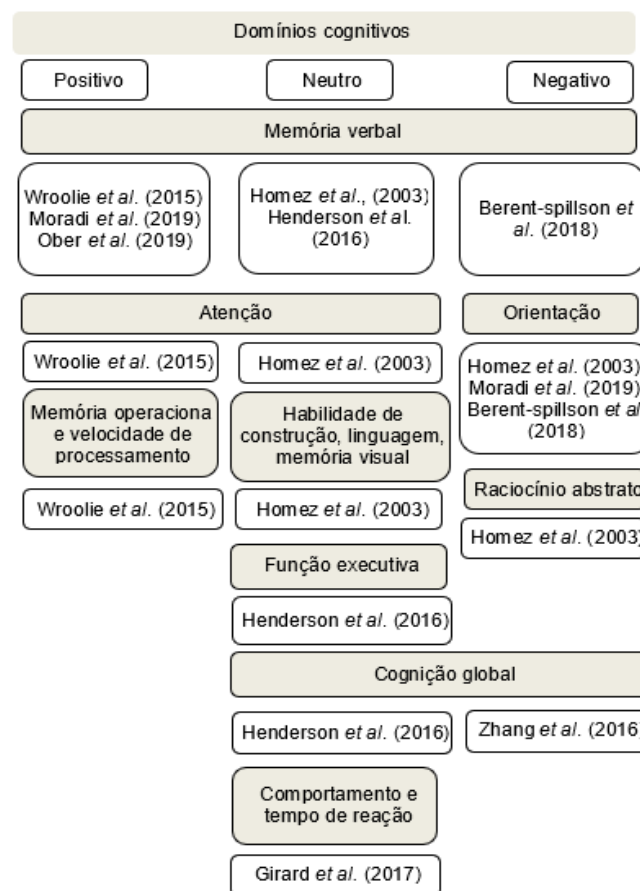 Domínios cognitivos
Positivo
Neutro
Negativo
Memória verbal
Wroolie et al. (2015)
Moradi et al. (2019)
Ober et al. (2019)
Homez et al., (2003)
Henderson et al.
(2016)
Berent-spillson et
al. (2018)
Atenção
Orientação
Wroolie et al. (2015)
Homez et al. (2003)
Homez et al. (2003)
Moradi et al. (2019)
Berent-spillson et al
(2018)
Memória operaciona
e velocidade de
processamento
Habilidade de
construção, linguagem,
memória visual
Raciocínio abstrato
Wroolie et al. (2015)
Homez et al. (2003)
Homez et al. (2003)
Função executiva
Henderson et al. (2016)
Cognição global
Henderson et al. (2016)
Zhang et al. (2016)
Comportamento e
tempo de reação
Girard et al. (2017)